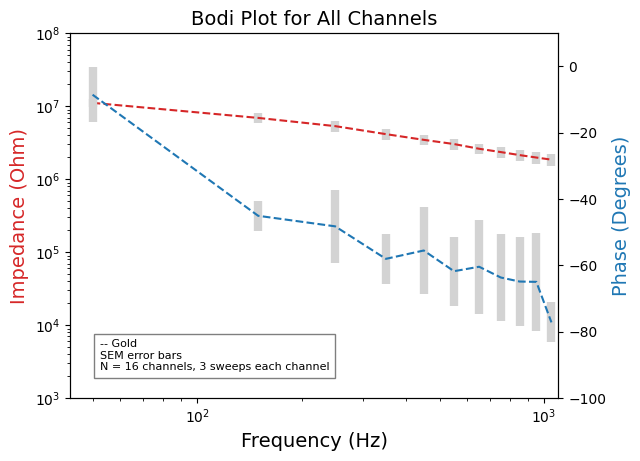 Bodi Plot for All Channels
Impedance (Ohm)
10^8
10^7
10^6
10^5
10^4
10^3
-- Gold
SEM error bars
N = 16 channels, 3 sweeps each channel
0
−20
−40
−60
−80
−100
Phase (Degrees)
10^2
10^3
Frequency (Hz)